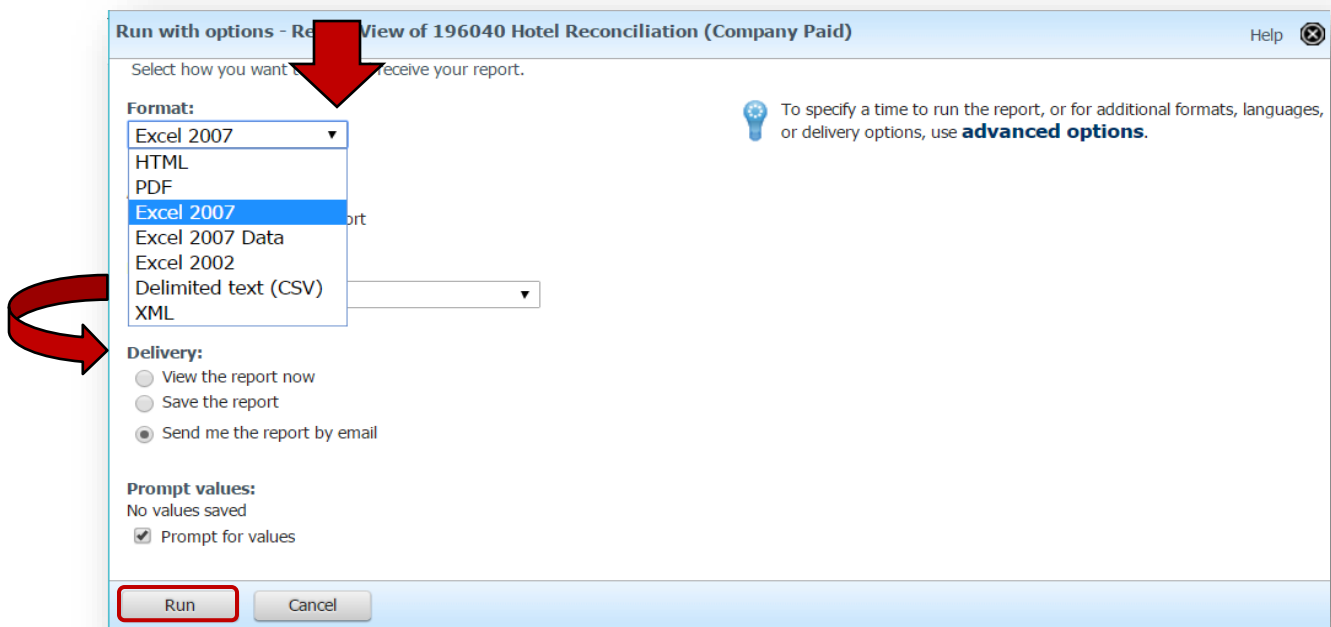 Run with options - Re View of 196040 Hotel Reconciliation (Company Paid)
Help
Select how you want receive your report.
Format:
Excel 2007
HTML
PDF
Excel 2007
Excel 2007 Data
Excel 2002
Delimited text (CSV)
XML
To specify a time to run the report, or for additional formats, languages,
or delivery options, use advanced options.
Delivery:
View the report now
Save the report
Send me the report by email
Prompt values:
No values saved
Prompt for values
Run
Cancel